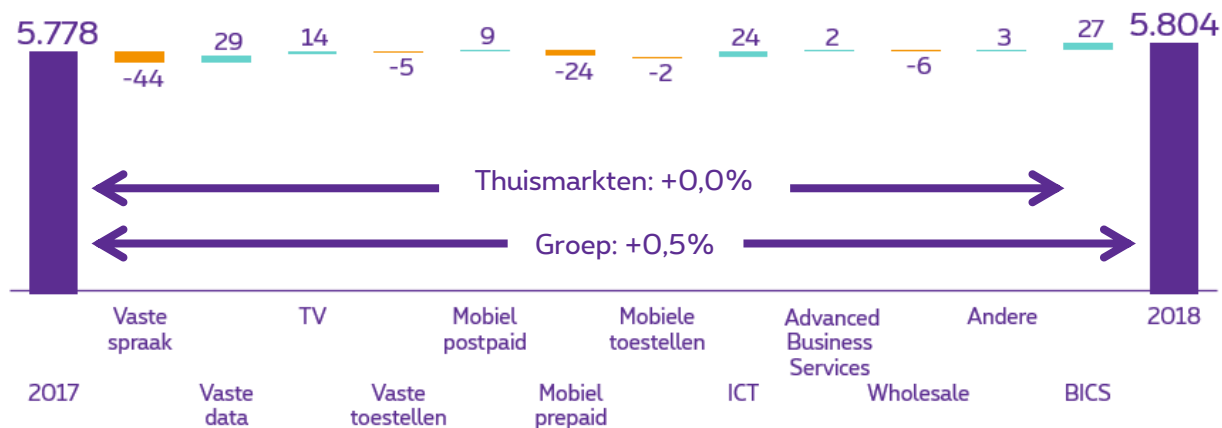 5.778
-44
29
14
-5
9
-24
-2
24
2
-6
3
27
5.804
Thuismarkten: +0,0%
Groep: +0,5%
2017
Vaste
spraak
Vaste
data
TV
Vaste
toestellen
Mobiel
postpaid
Mobiel
prepaid
Mobiele
toestellen
ICT
Advanced
Business
Services
Wholesale
Andere
BICS
2018